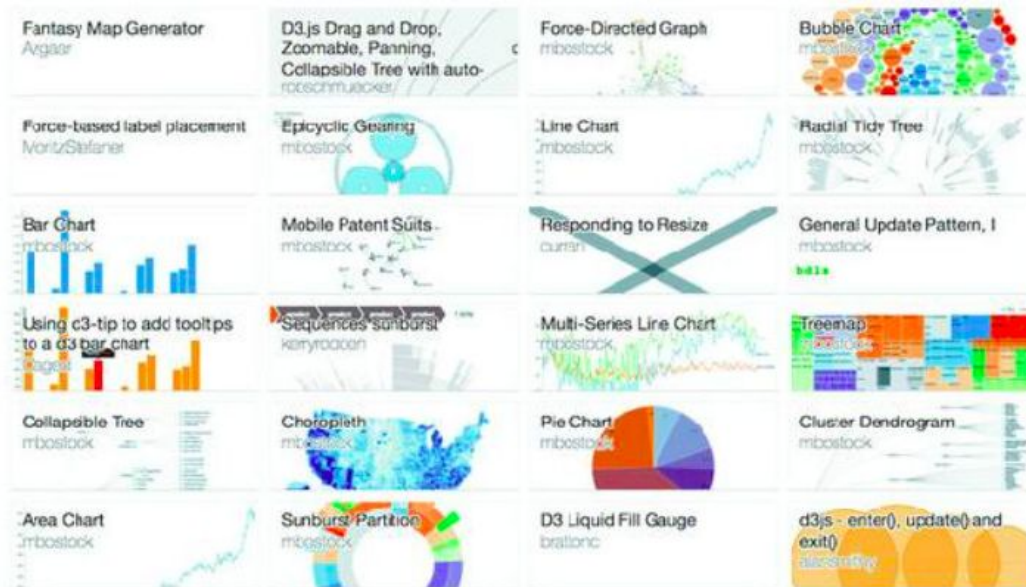 Fantasy Map Generator
Azgaar
D3.js Drag and Drop,
Zoomable, Panning,
Collapsible Tree with auto-
robschmuecker
Force-Directed Graph
mbostock
Bubble Chart
mbostock
Force-based label placement
MoritzStefaner
Epicyclic Gearing
mbostock
Line Chart
mbostock
Radial Tidy Tree
mbostock
Bar Chart
mbostock
Mobile Patent Suits
mbostock
Responding to Resize
curran
General Update Pattern, I
mbostock
Using c3-tip to add tooltips
to a d3 bar chart
Sequences sunburst
kerryrodden
Multi-Series Line Chart
mbostock
Treemap
mbostock
Collapsible Tree
mbostock
Choropleth
mbostock
Pie Chart
mbostock
Cluster Dendrogram
mbostock
Area Chart
mbostock
Sunburst Partition
mbostock
D3 Liquid Fill Gauge
brattonc
d3js - enter(), update() and
exit()
alansmithy